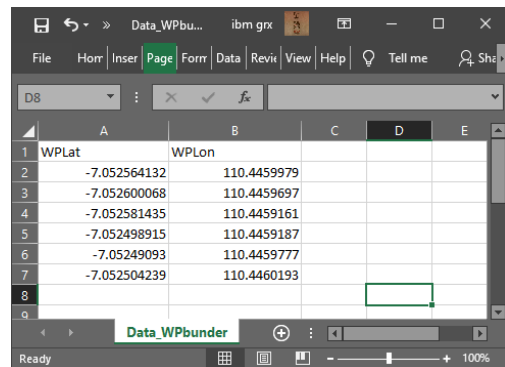 Data_WPbu... ibm grx
File Horr Inser Page Forn Data Revie View Help Tell me Sha
D8 fx
A B C D E
1 WPLat WPLon
2 -7.052564132 110.4459979
3 -7.052600068 110.4459697
4 -7.052581435 110.4459161
5 -7.052498915 110.4459187
6 -7.05249093 110.4459777
7 -7.052504239 110.4460193
8
9
Data_WPbunder
Ready 100%